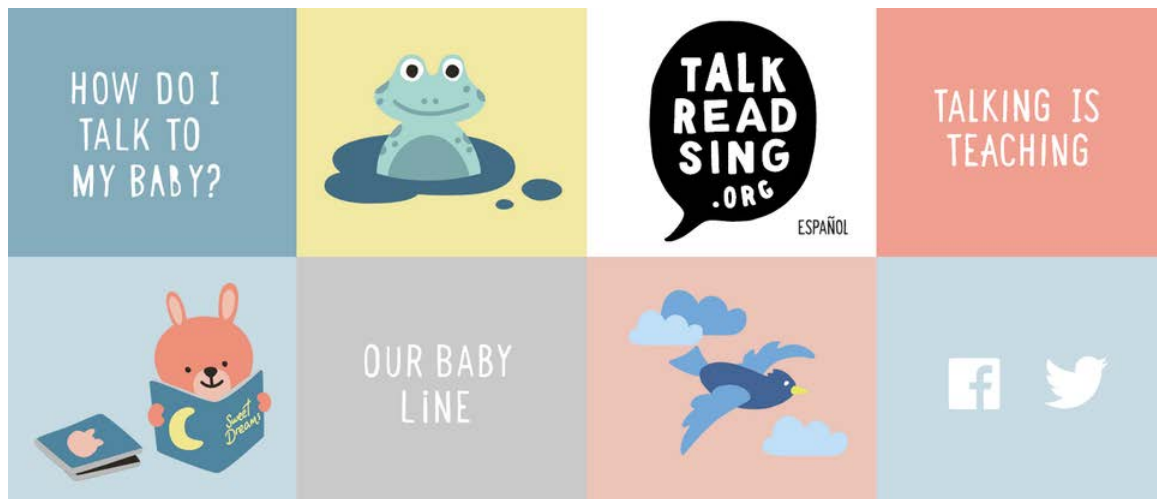 HOW DO I
TALK TO
MY BABY?
TALK
READ
SING
.ORG
ESPAÑOL
TALKING IS
TEACHING
Sweet
Dreams
OUR BABY
LiNE